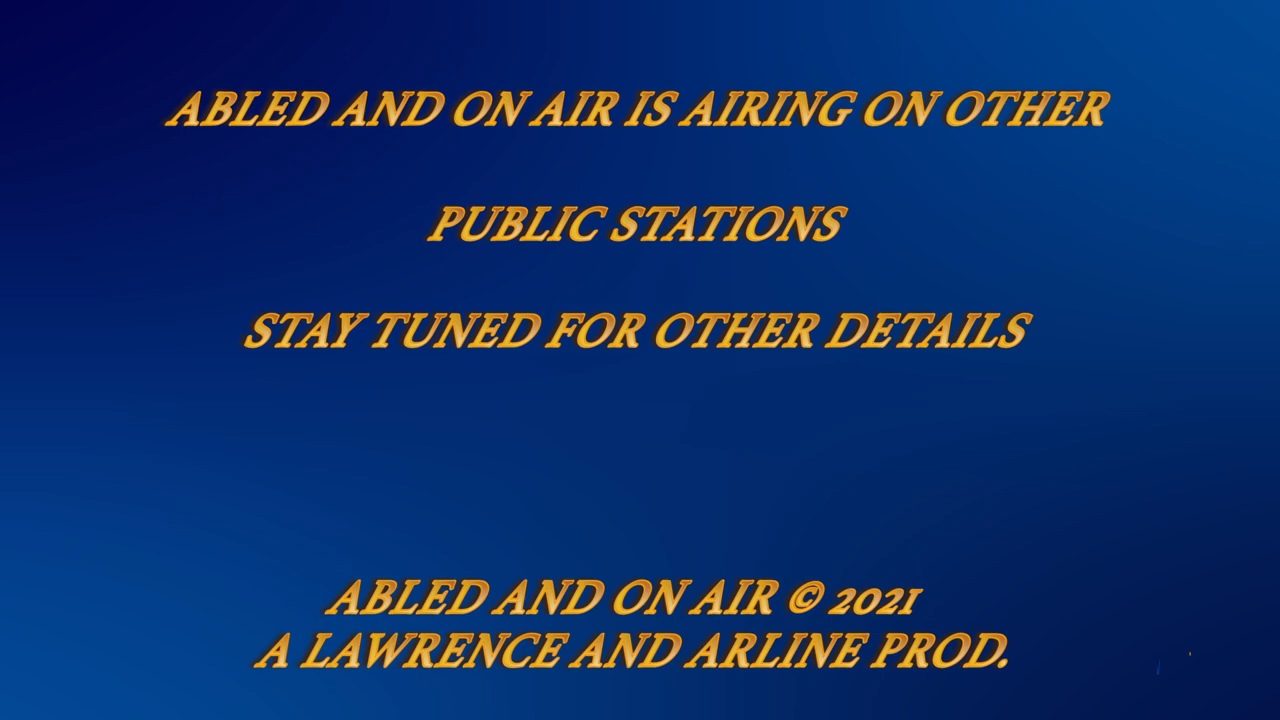 ABLED AND ON AIR IS AIRING ON OTHER
PUBLIC STATIONS
STAY TUNED FOR OTHER DETAILS
ABLED AND ON AIR © 2021
A LAWRENCE AND ARLINE PROD.